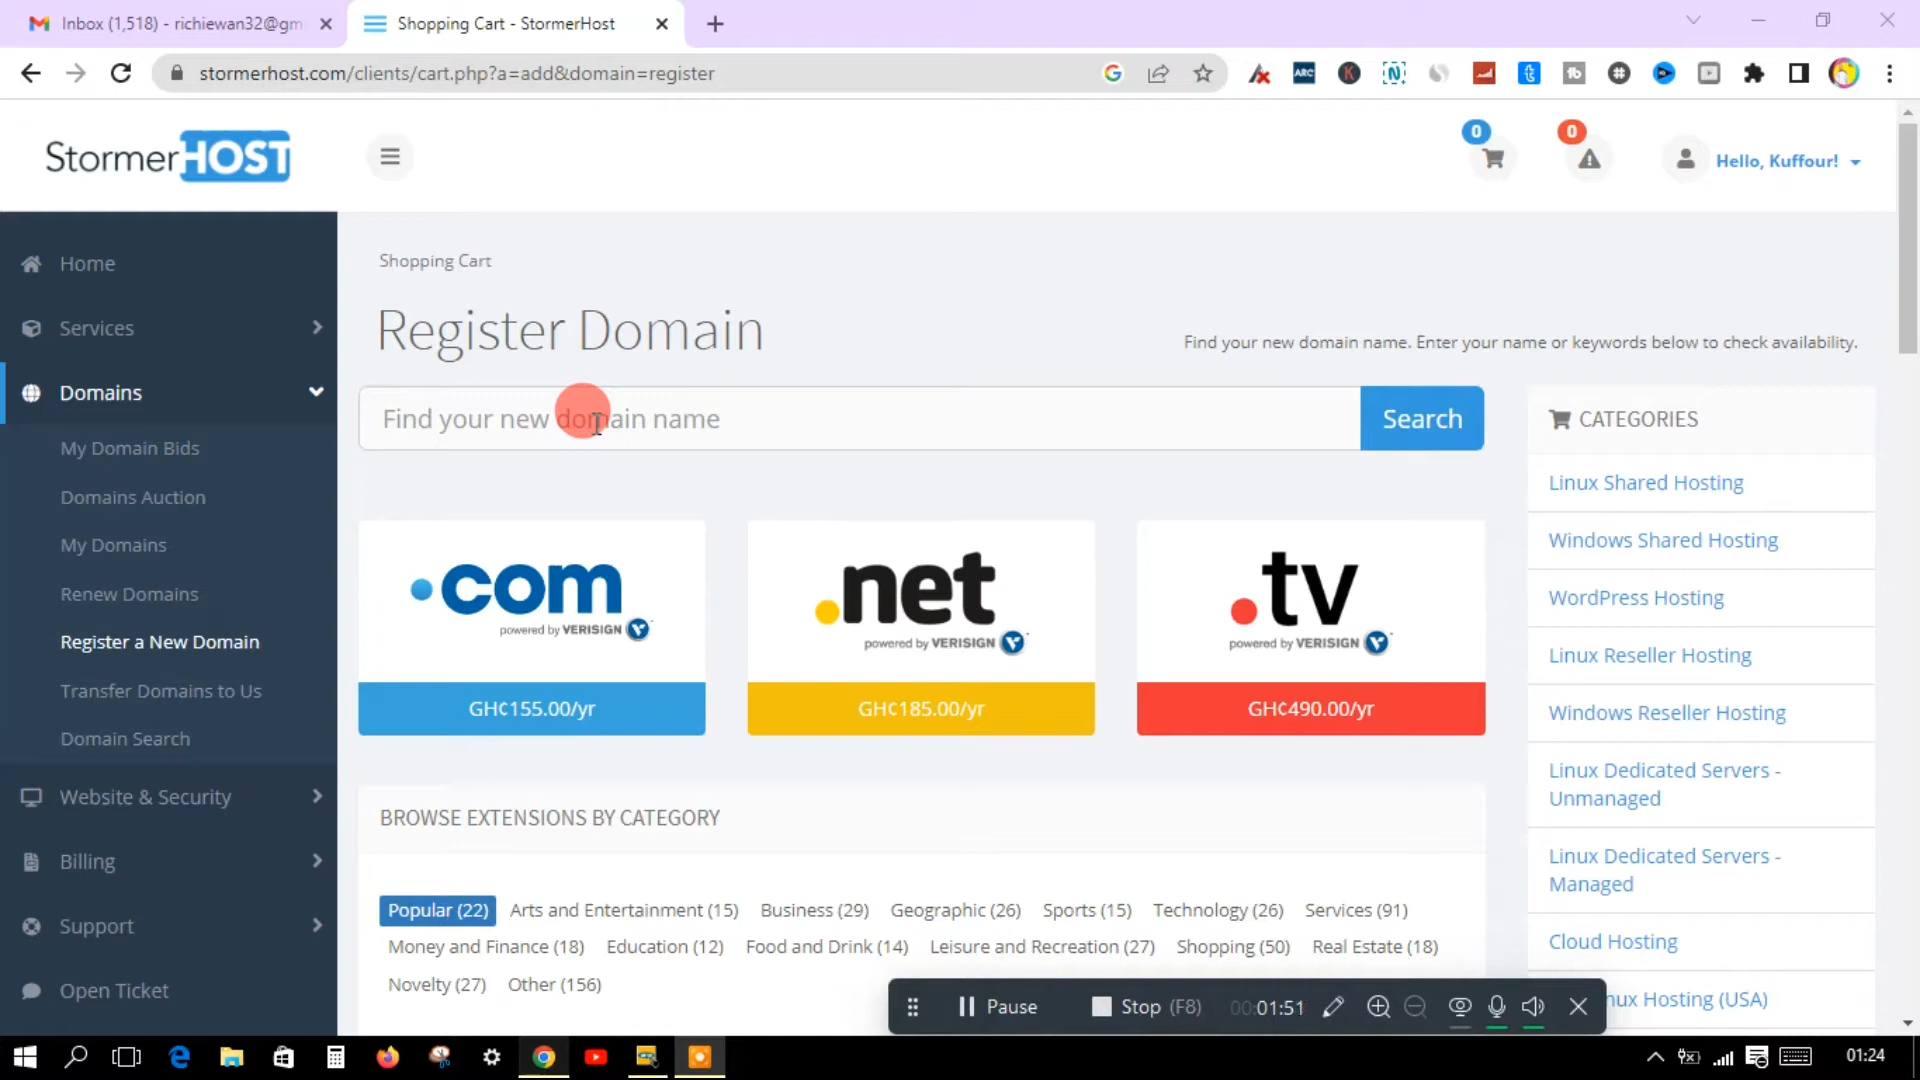 Inbox (1,518) - richiewan32@gm
Shopping Cart - StormerHost
stormerhost.com/clients/cart.php?a=add&domain=register
StormerHOST
0
0
Hello, Kuffour!
Home
Services
Domains
My Domain Bids
Domains Auction
My Domains
Renew Domains
Register a New Domain
Transfer Domains to Us
Domain Search
Website & Security
Billing
Support
Open Ticket
Shopping Cart
Register Domain
Find your new domain name. Enter your name or keywords below to check availability.
Find your new domain name
Search
.com
powered by VERISIGN
GH¢155.00/yr
.net
powered by VERISIGN
GH¢185.00/yr
.tv
powered by VERISIGN
GH¢490.00/yr
BROWSE EXTENSIONS BY CATEGORY
Popular (22) Arts and Entertainment (15) Business (29) Geographic (26) Sports (15) Technology (26) Services (91)
Money and Finance (18) Education (12) Food and Drink (14) Leisure and Recreation (27) Shopping (50) Real Estate (18)
Novelty (27) Other (156)
CATEGORIES
Linux Shared Hosting
Windows Shared Hosting
WordPress Hosting
Linux Reseller Hosting
Windows Reseller Hosting
Linux Dedicated Servers -
Unmanaged
Linux Dedicated Servers -
Managed
Cloud Hosting
nux Hosting (USA)
Pause
Stop (F8)
00:01:51
01:24